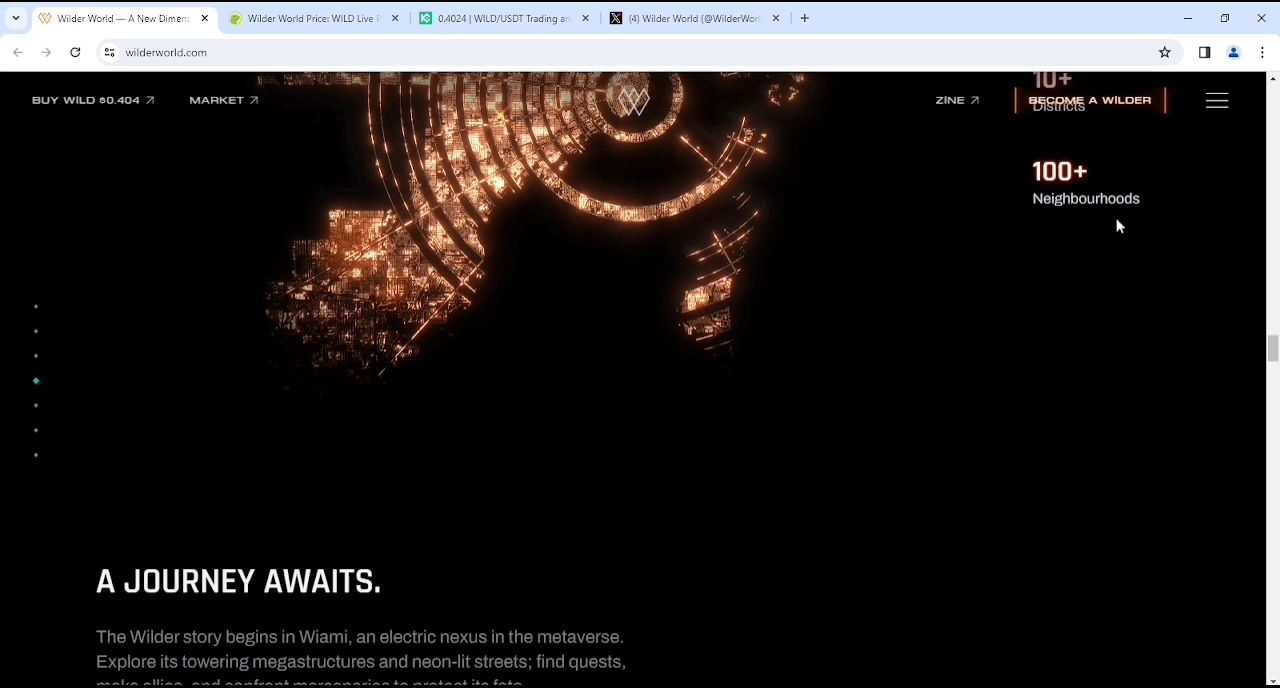 Wilder World — A New Dimens
Wilder World Price: WILD Live P
0.4024 | WILD/USDT Trading an
(4) Wilder World (@WilderWorl
wilderworld.com
10+
BUY WILD $0.404
MARKET
ZINE
BECOME A WILDER
Districts
100+
Neighbourhoods
A JOURNEY AWAITS.
The Wilder story begins in Wiami, an electric nexus in the metaverse.
Explore its towering megastructures and neon-lit streets; find quests,
make allies, and confront mercenaries to protect its fate.